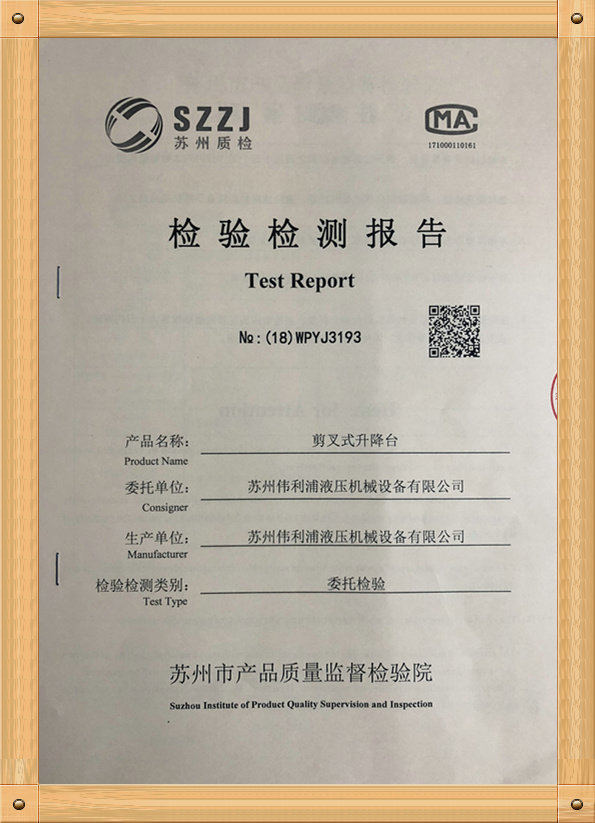 SZZJ
苏州质检
MA
171000110161
检验检测报告
Test Report
№:(18)WPYJ3193
产品名称: 剪叉式升降台
Product Name
委托单位: 苏州伟利浦液压机械设备有限公司
Consigner
生产单位: 苏州伟利浦液压机械设备有限公司
Manufacturer
检验检测类别: 委托检验
Test Type
苏州市产品质量监督检验院
Suzhou Institute of Product Quality Supervision and Inspection